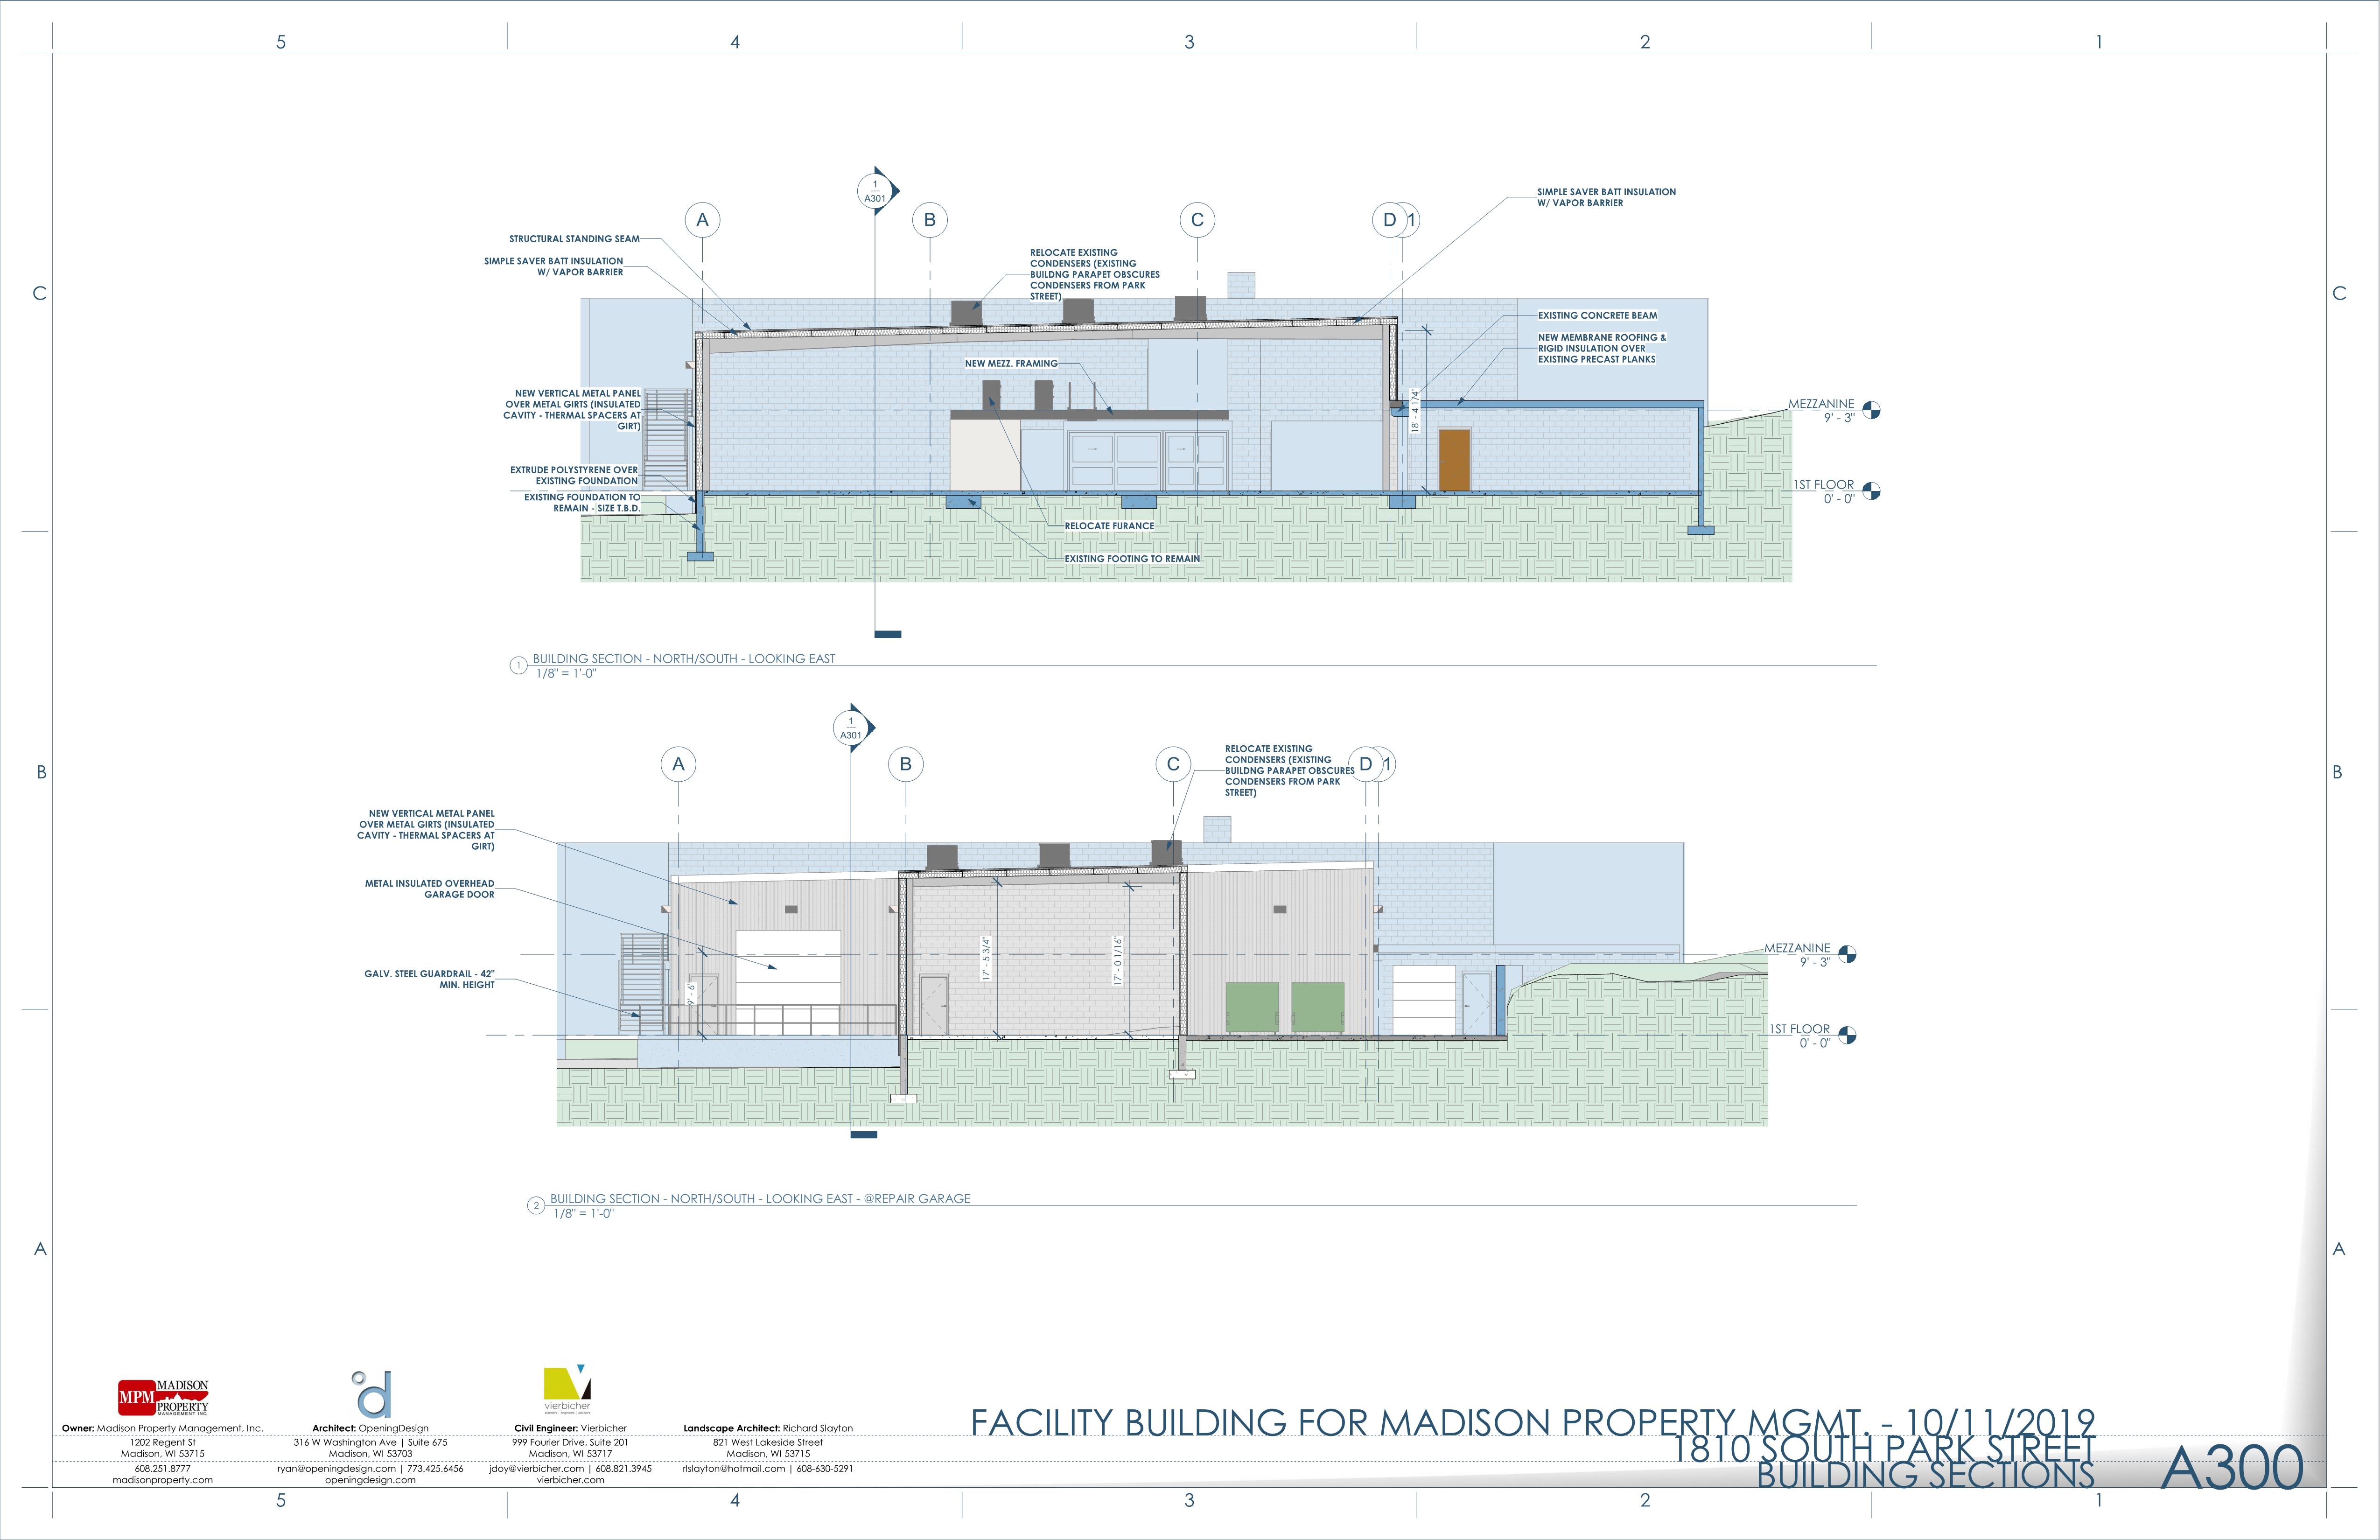 5 4 3 2 1
C
C
1
A301
A
B
C
D
1
STRUCTURAL STANDING SEAM
SIMPLE SAVER BATT INSULATION
W/ VAPOR BARRIER
RELOCATE EXISTING
CONDENSERS (EXISTING
BUILDNG PARAPET OBSCURES
CONDENSERS FROM PARK
STREET)
SIMPLE SAVER BATT INSULATION
W/ VAPOR BARRIER
EXISTING CONCRETE BEAM
NEW MEMBRANE ROOFING &
RIGID INSULATION OVER
EXISTING PRECAST PLANKS
NEW MEZZ. FRAMING
NEW VERTICAL METAL PANEL
OVER METAL GIRTS (INSULATED
CAVITY - THERMAL SPACERS AT
GIRT)
18' - 4 1/4"
MEZZANINE
9' - 3"
EXTRUDE POLYSTYRENE OVER
EXISTING FOUNDATION
EXISTING FOUNDATION TO
REMAIN - SIZE T.B.D.
1ST FLOOR
0' - 0"
RELOCATE FURANCE
EXISTING FOOTING TO REMAIN
1
BUILDING SECTION - NORTH/SOUTH - LOOKING EAST
1/8" = 1'-0"
B
B
1
A301
A
B
C
D
1
RELOCATE EXISTING
CONDENSERS (EXISTING
BUILDNG PARAPET OBSCURES
CONDENSERS FROM PARK
STREET)
NEW VERTICAL METAL PANEL
OVER METAL GIRTS (INSULATED
CAVITY - THERMAL SPACERS AT
GIRT)
METAL INSULATED OVERHEAD
GARAGE DOOR
GALV. STEEL GUARDRAIL - 42"
MIN. HEIGHT
9' - 6"
17' - 5 3/4"
17' - 0 1/16"
MEZZANINE
9' - 3"
1ST FLOOR
0' - 0"
2
BUILDING SECTION - NORTH/SOUTH - LOOKING EAST - @REPAIR GARAGE
1/8" = 1'-0"
A
A
MPM MADISON
PROPERTY
MANAGEMENT INC.
Owner: Madison Property Management, Inc.
1202 Regent St
Madison, WI 53715
608.251.8777
madisonproperty.com
d
Architect: OpeningDesign
316 W Washington Ave | Suite 675
Madison, WI 53703
ryan@openingdesign.com | 773.425.6456
openingdesign.com
vierbicher
Civil Engineer: Vierbicher
999 Fourier Drive, Suite 201
Madison, WI 53717
jdoy@vierbicher.com | 608.821.3945
vierbicher.com
Landscape Architect: Richard Slayton
821 West Lakeside Street
Madison, WI 53715
rlslayton@hotmail.com | 608-630-5291
FACILITY BUILDING FOR MADISON PROPERTY MGMT. - 10/11/2019
1810 SOUTH PARK STREET
BUILDING SECTIONS
A300
5 4 3 2 1